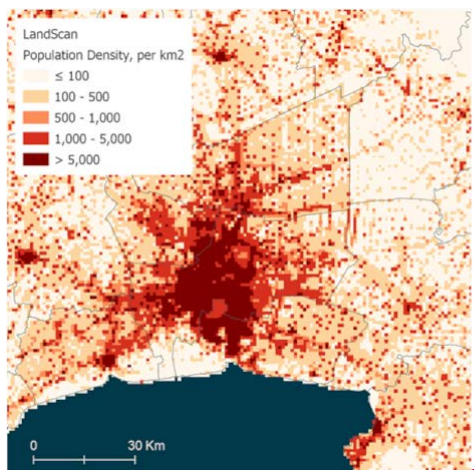 LandScan
Population Density, per km2
≤ 100
100 - 500
500 - 1,000
1,000 - 5,000
> 5,000
0 30 Km